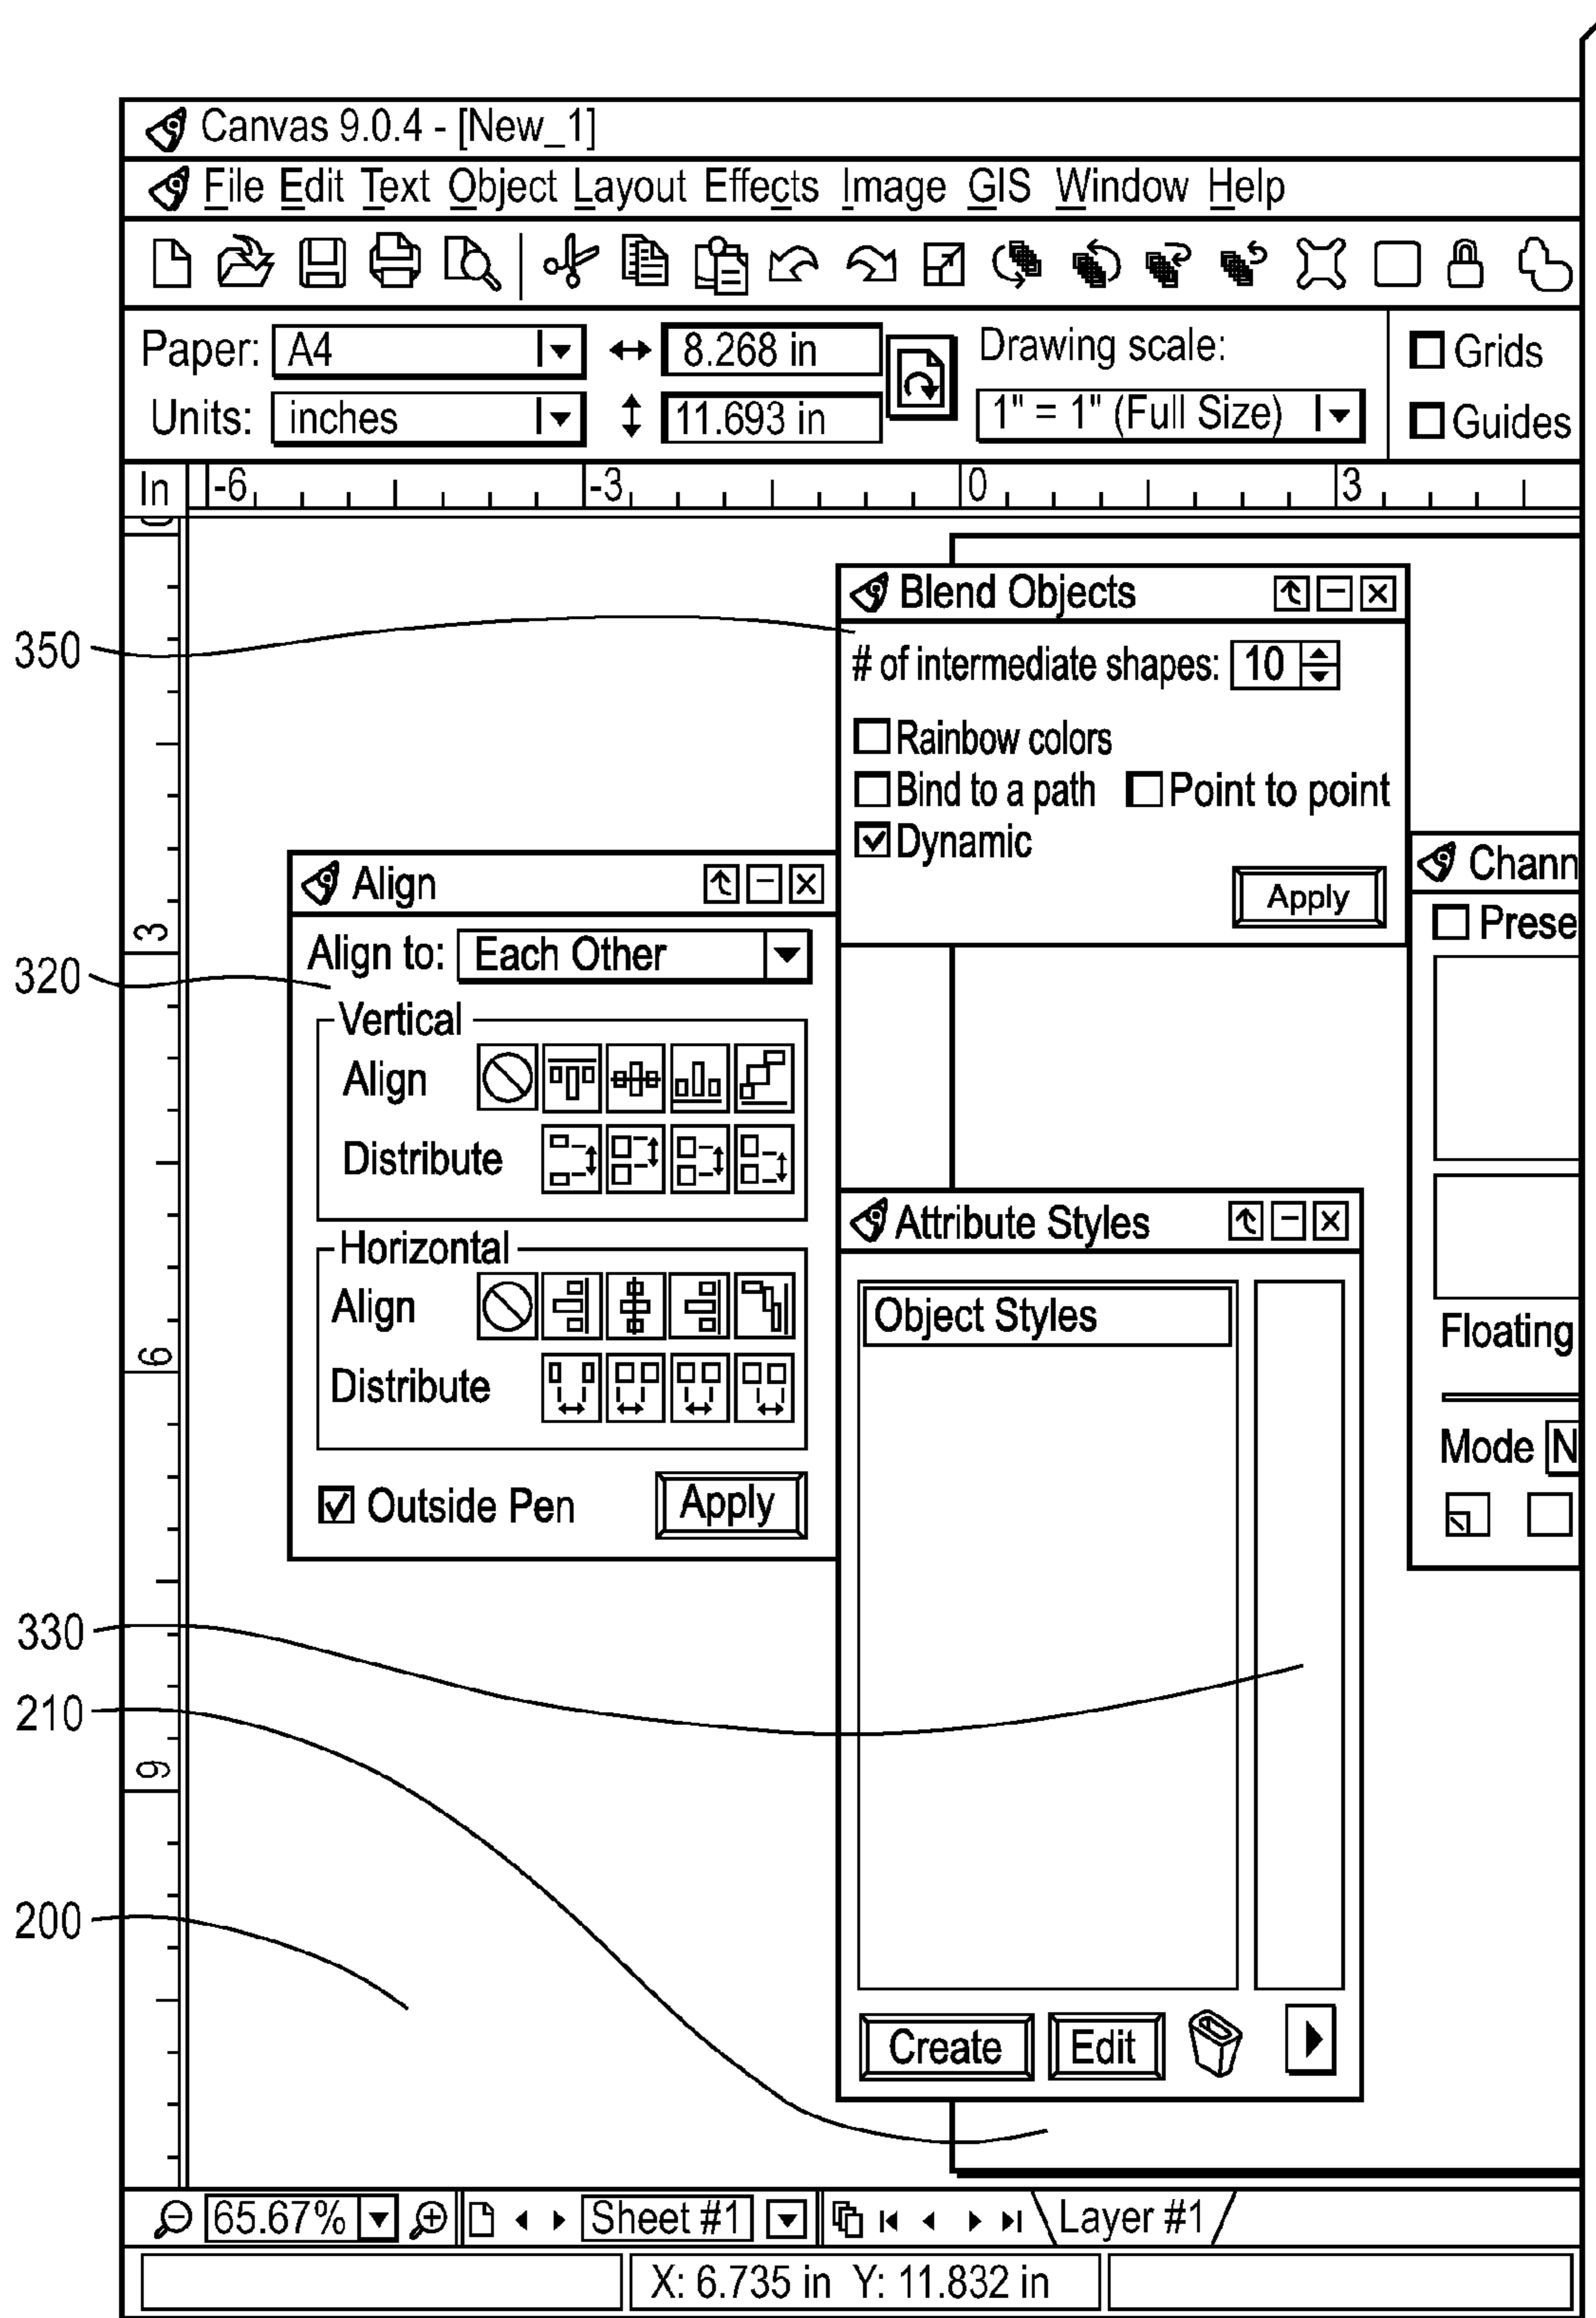 Canvas 9.0.4 - [New_1]
File Edit Text Object Layout Effects Image GIS Window Help
Paper: A4 8.268 in Drawing scale: Grids
Units: inches 11.693 in 1" = 1" (Full Size) Guides
In -6 -3 0 3
Blend Objects
350
# of intermediate shapes: 10
Rainbow colors
Bind to a path Point to point
Dynamic
Apply
Align
Chann
Prese
3
Align to: Each Other
320
Vertical
Align
Distribute
Attribute Styles
Horizontal
Align
Object Styles
Floating
6
Distribute
Mode N
Outside Pen Apply
330
210
9
200
Create Edit
65.67% Sheet #1 Layer #1
X: 6.735 in Y: 11.832 in